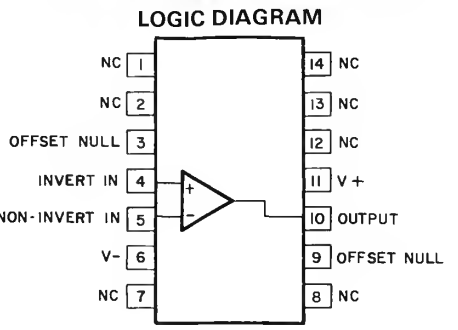 LOGIC DIAGRAM
NC 1 14 NC
NC 2 13 NC
OFFSET NULL 3 12 NC
INVERT IN 4 + 11 V+
NON-INVERT IN 5 - 10 OUTPUT
V- 6 9 OFFSET NULL
NC 7 8 NC